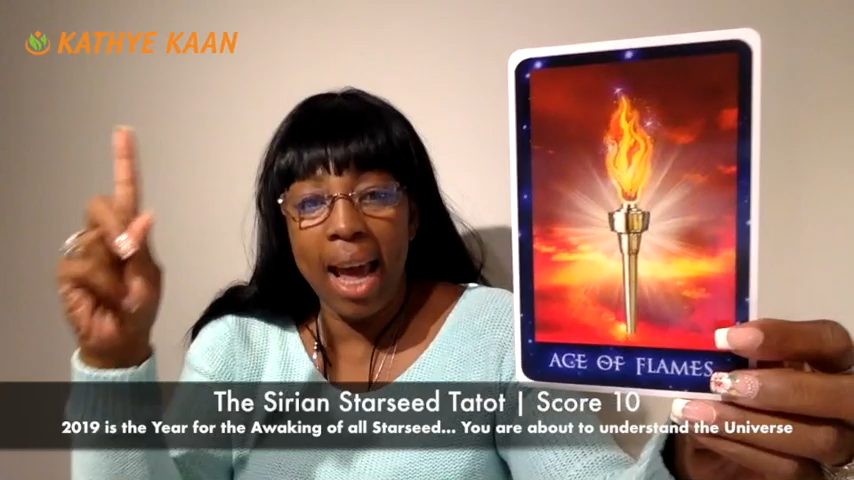 KATHYE KAAN
ACE OF FLAMES
The Sirian Starseed Tatot | Score 10
2019 is the Year for the Awaking of all Starseed... You are about to understand the Universe